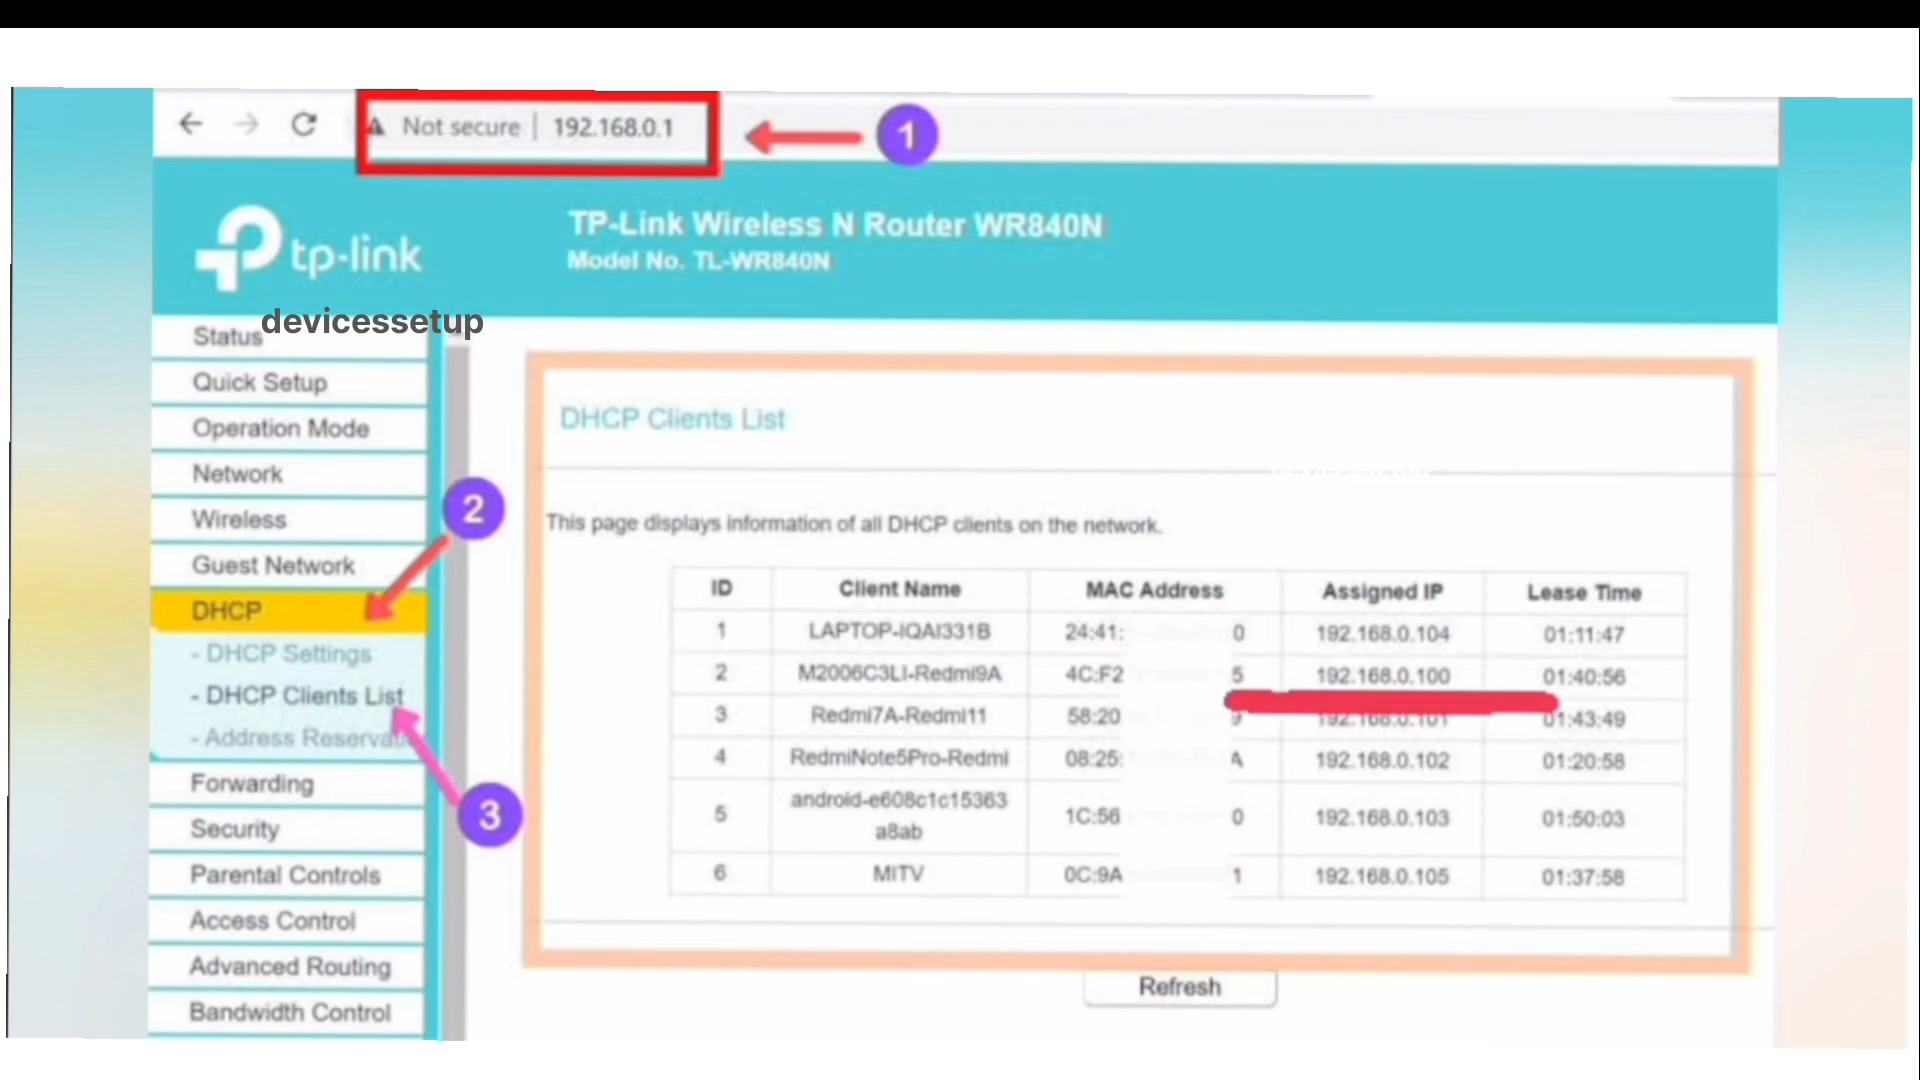 Not secure | 192.168.0.1
1
tp-link
TP-Link Wireless N Router WR840N
Model No. TL-WR840N
devicessetup
Status
Quick Setup
Operation Mode
Network
Wireless
2
Guest Network
DHCP
- DHCP Settings
- DHCP Clients List
- Address Reservati
3
Forwarding
Security
Parental Controls
Access Control
Advanced Routing
Bandwidth Control
DHCP Clients List
This page displays information of all DHCP clients on the network.
ID Client Name MAC Address Assigned IP Lease Time
1 LAPTOP-IQAI331B 24:41: 0 192.168.0.104 01:11:47
2 M2006C3LI-Redmi9A 4C:F2 5 192.168.0.100 01:40:56
3 Redmi7A-Redmi11 58:20 9 192.168.0.101 01:43:49
4 RedmiNote5Pro-Redmi 08:25: A 192.168.0.102 01:20:58
5 android-e608c1c15363 1C:56 0 192.168.0.103 01:50:03
a8ab
6 MITV 0C:9A 1 192.168.0.105 01:37:58
Refresh